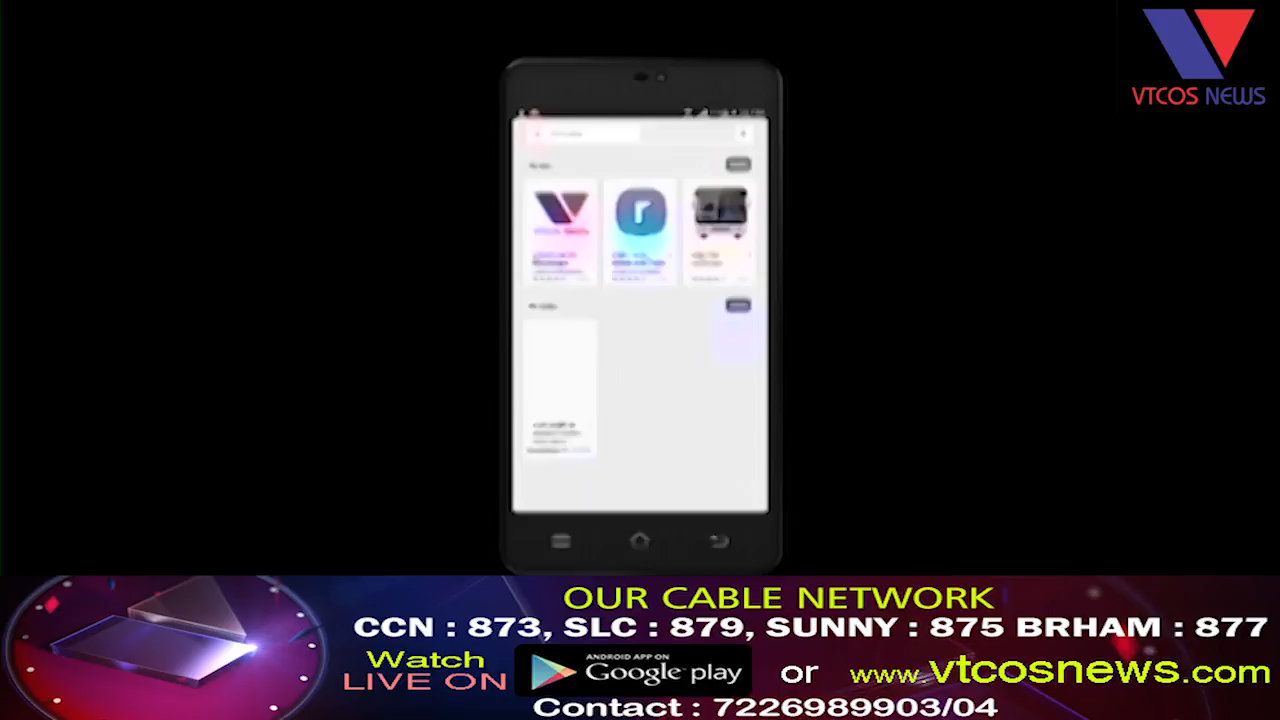 VTCOS NEWS
OUR CABLE NETWORK
CCN : 873, SLC : 879, SUNNY : 875 BRHAM : 877
Watch
LIVE ON
ANDROID APP ON
Google play
or www.vtcosnews.com
Contact : 7226989903/04